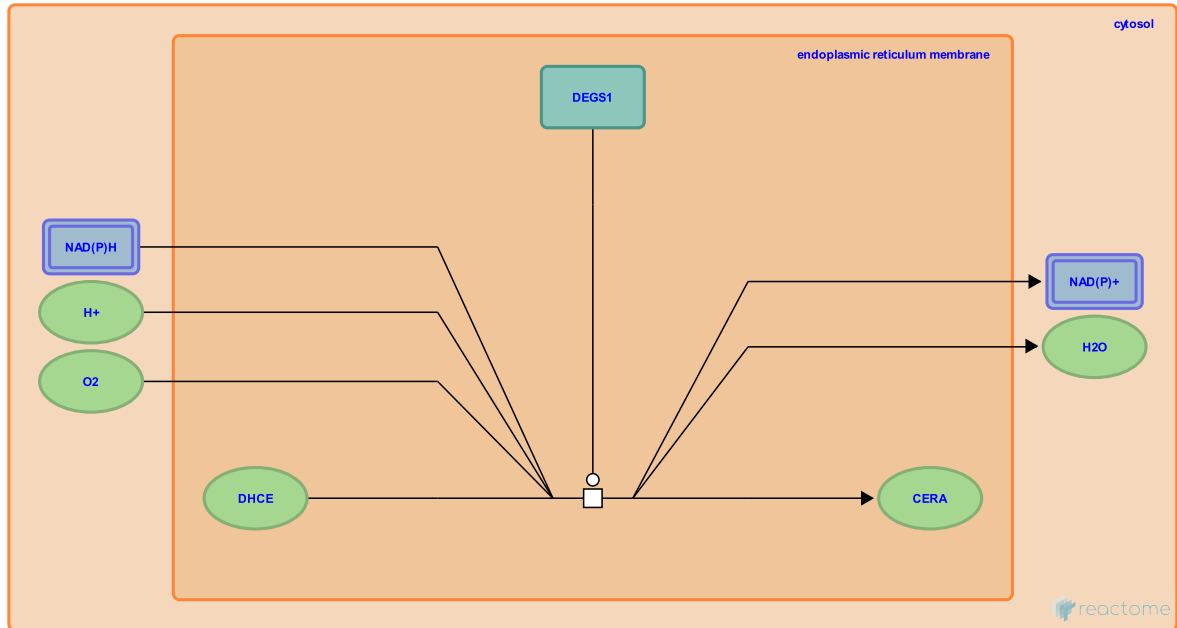 cytosol
endoplasmic reticulum membrane
DEGS1
NAD(P)H
NAD(P)+
H+
H2O
O2
DHCE
CERA
reactome